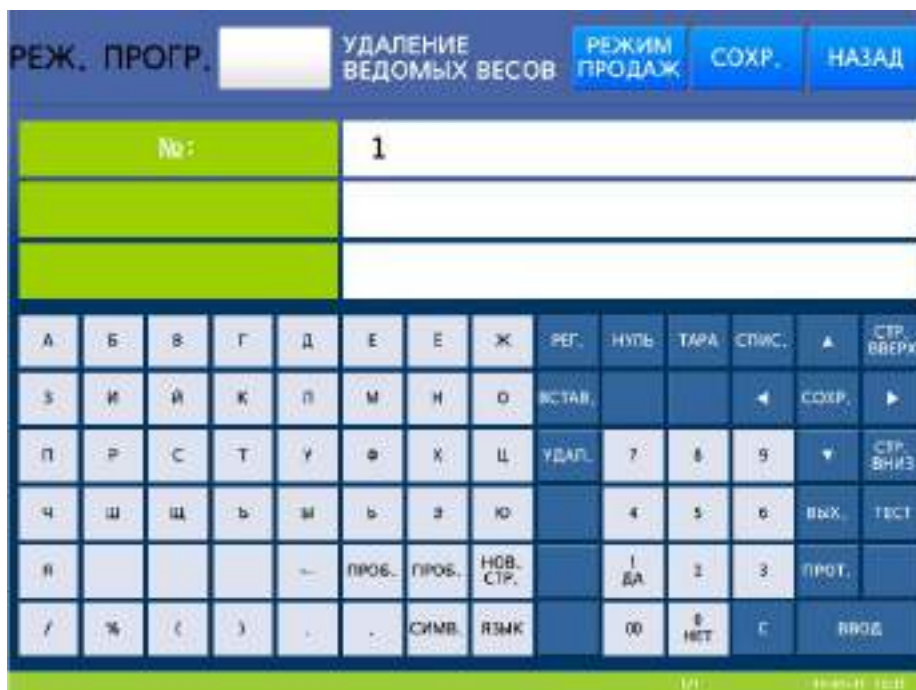 РЕЖ. ПРОГР.
УДАЛЕНИЕ
ВЕДОМЫХ ВЕСОВ
РЕЖИМ
ПРОДАЖ
СОХР.
НАЗАД
№:
1
А Б В Г Д Е Ё Ж РЕГ. НУЛЬ ТАРА СПИС. ▲ СТР. ВВЕРХ
З И Й К Л М Н О ВСТАВ. ◀ СОХР. ▶
П Р С Т У Ф Х Ц УДАЛ. 7 8 9 ▼ СТР. ВНИЗ
Ч Ш Щ Ъ Ы Ь Э Ю 4 5 6 ВЫХ. ТЕСТ
Я ← ПРОБ. ПРОБ. НОВ. СТР. 1 ДА 2 3 ПРОТ.
/ % ( ) . СИМВ. ЯЗЫК 00 0 НЕТ С ВВОД
1/1